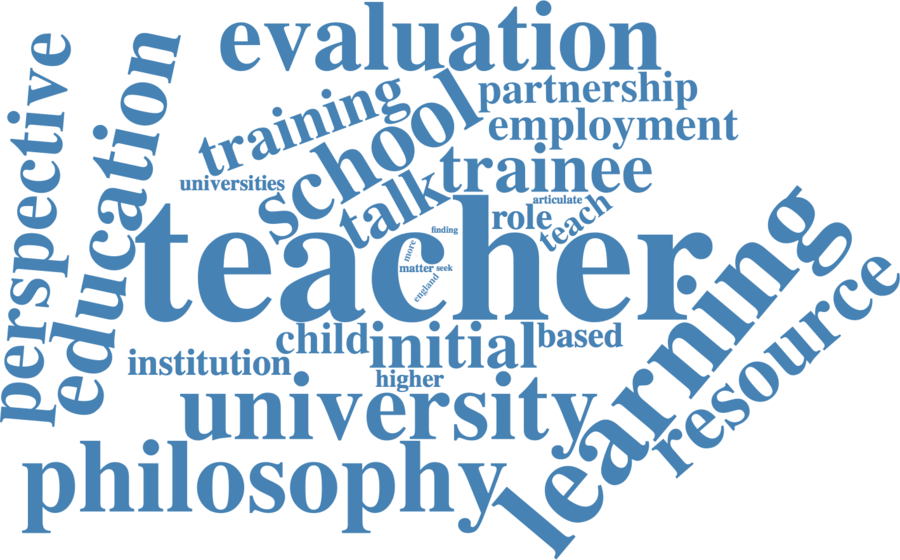 evaluation
perspective
education
training
school
partnership
employment
universities
talk
trainee
articulate
role
teach
teacher
finding
more
matter
seek
england
learning
resource
child
initial
based
institution
higher
university
philosophy